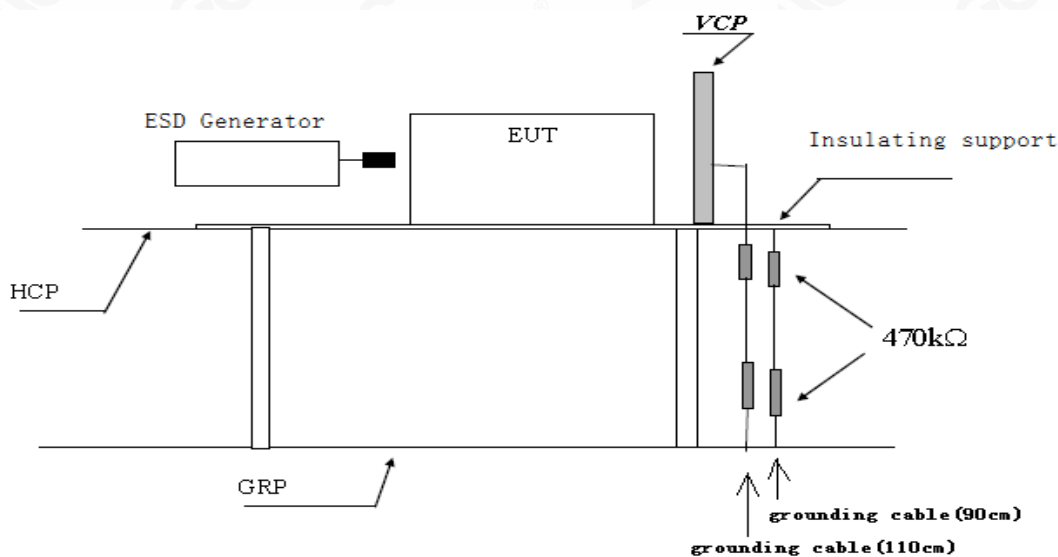 VCP
ESD Generator
EUT
Insulating support
HCP
470kΩ
GRP
grounding cable(90cm)
grounding cable(110cm)